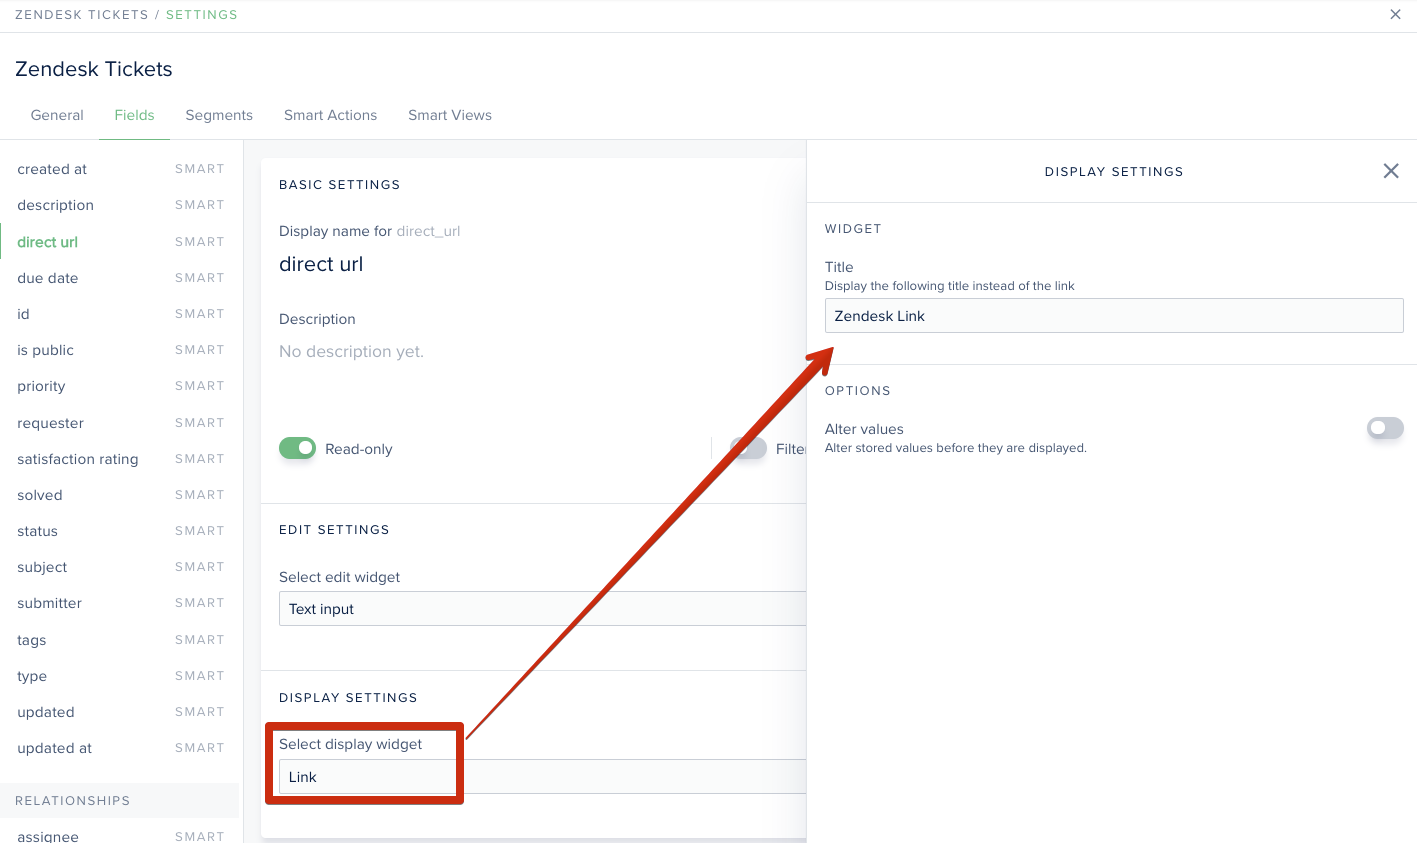 ZENDESK TICKETS / SETTINGS
Zendesk Tickets
General Fields Segments Smart Actions Smart Views
created at SMART
description SMART
direct url SMART
due date SMART
id SMART
is public SMART
priority SMART
requester SMART
satisfaction rating SMART
solved SMART
status SMART
subject SMART
submitter SMART
tags SMART
type SMART
updated SMART
updated at SMART
RELATIONSHIPS
assignee SMART
BASIC SETTINGS
Display name for direct_url
direct url
Description
No description yet.
Read-only Filter
EDIT SETTINGS
Select edit widget
Text input
DISPLAY SETTINGS
Select display widget
Link
DISPLAY SETTINGS
WIDGET
Title
Display the following title instead of the link
Zendesk Link
OPTIONS
Alter values
Alter stored values before they are displayed.